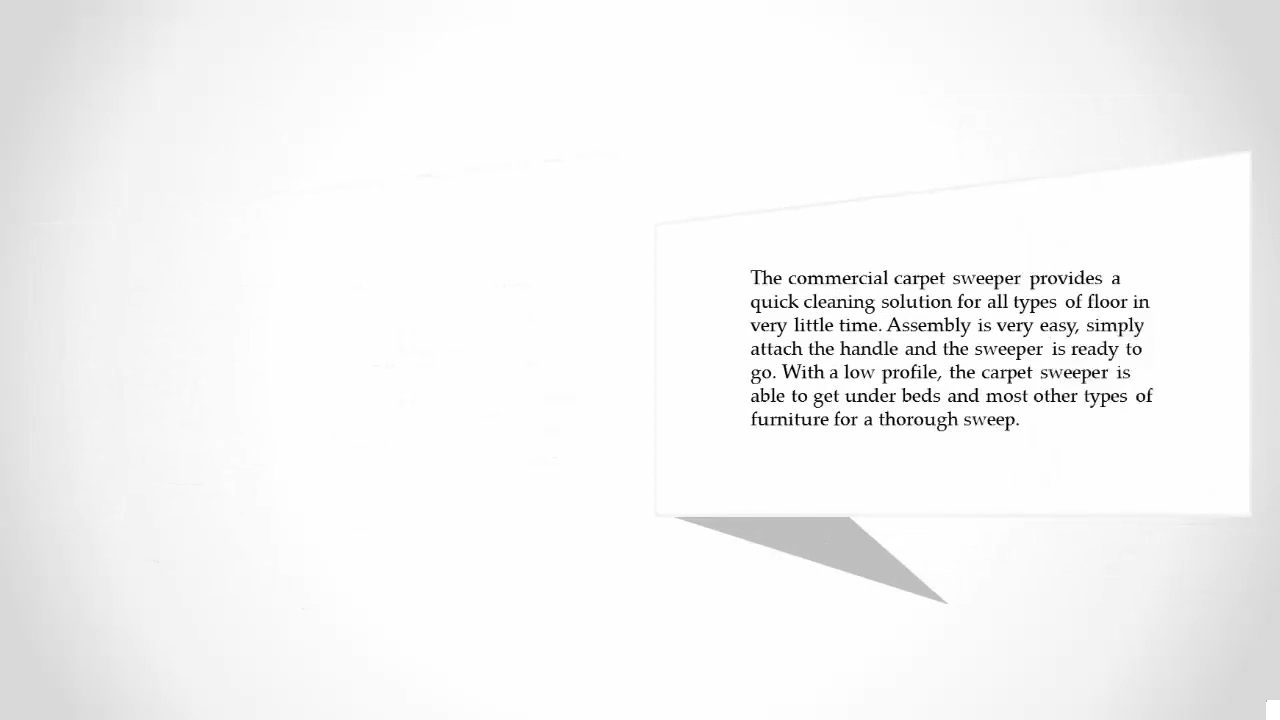 The commercial carpet sweeper provides a
quick cleaning solution for all types of floor in
very little time. Assembly is very easy, simply
attach the handle and the sweeper is ready to
go. With a low profile, the carpet sweeper is
able to get under beds and most other types of
furniture for a thorough sweep.